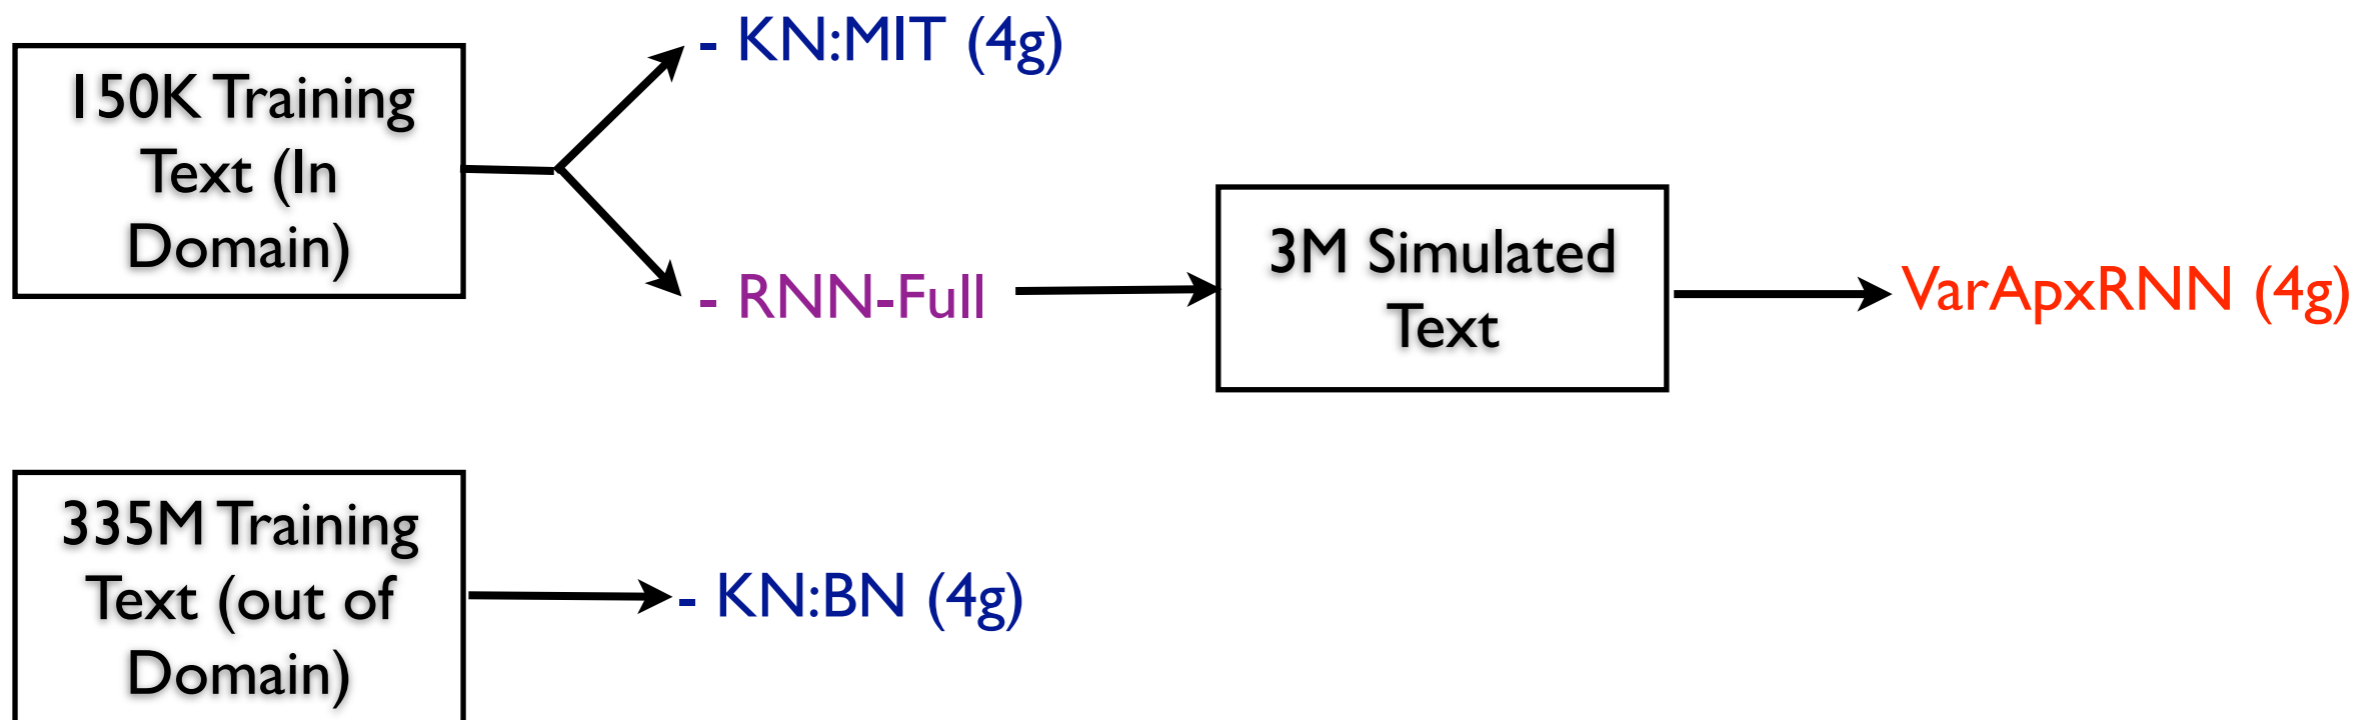 150K Training
Text (In
Domain)
- KN:MIT (4g)
- RNN-Full
3M Simulated
Text
VarApxRNN (4g)
335M Training
Text (out of
Domain)
- KN:BN (4g)